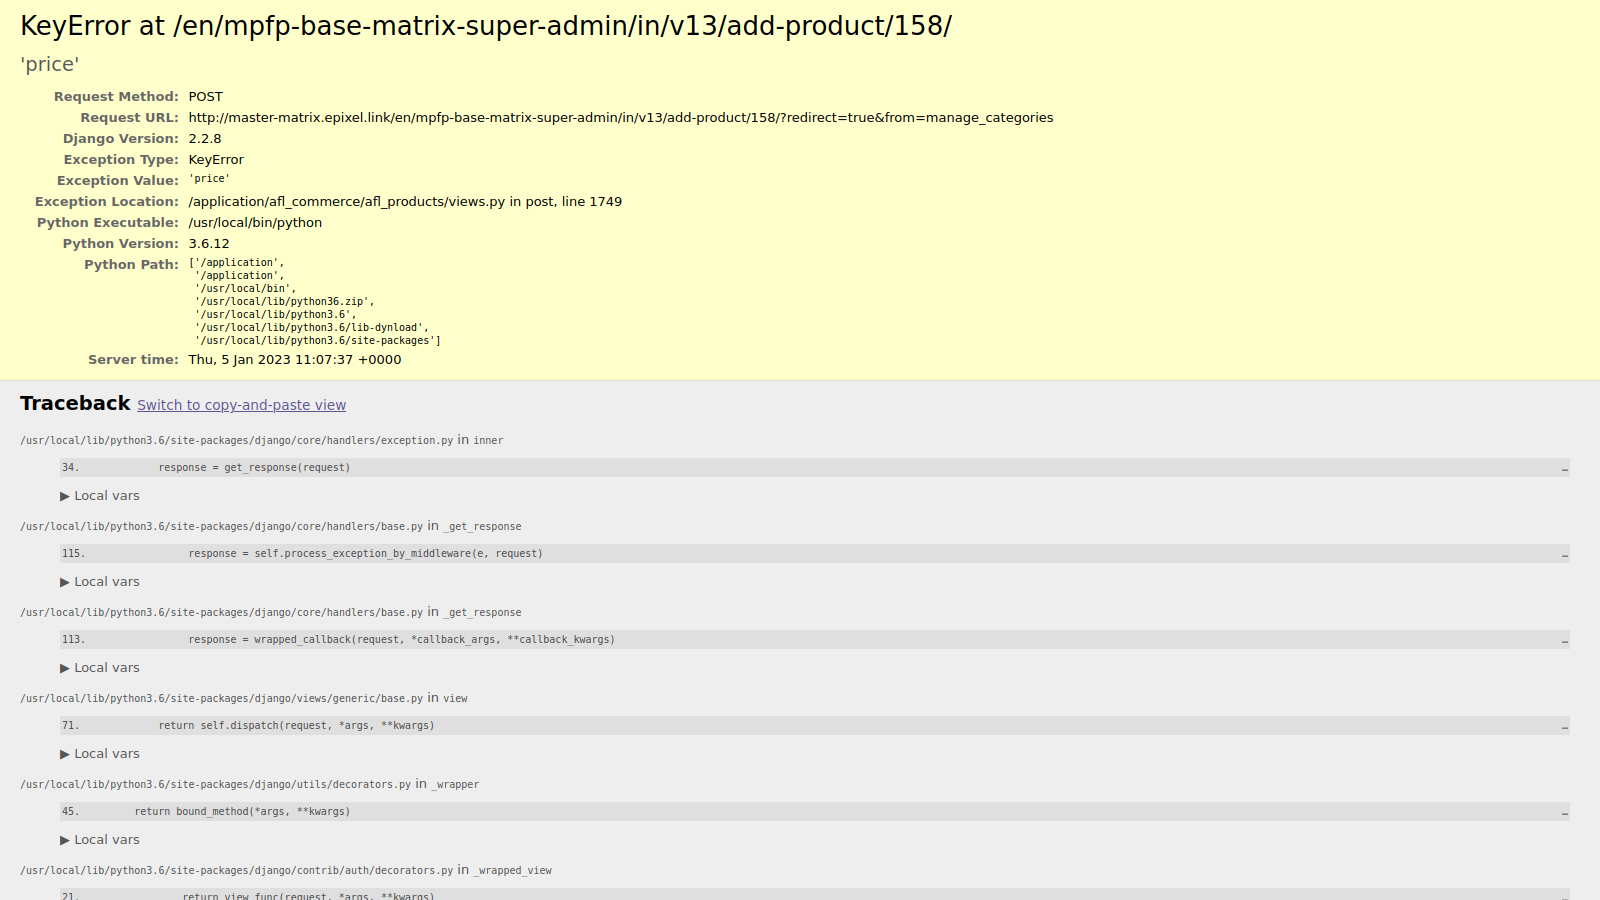 KeyError at /en/mpfp-base-matrix-super-admin/in/v13/add-product/158/
'price'
Request Method: POST
Request URL: http://master-matrix.epixel.link/en/mpfp-base-matrix-super-admin/in/v13/add-product/158/?redirect=true&from=manage_categories
Django Version: 2.2.8
Exception Type: KeyError
Exception Value: 'price'
Exception Location: /application/afl_commerce/afl_products/views.py in post, line 1749
Python Executable: /usr/local/bin/python
Python Version: 3.6.12
Python Path: ['/application',
'/application',
'/usr/local/bin',
'/usr/local/lib/python36.zip',
'/usr/local/lib/python3.6',
'/usr/local/lib/python3.6/lib-dynload',
'/usr/local/lib/python3.6/site-packages']
Server time: Thu, 5 Jan 2023 11:07:37 +0000
Traceback Switch to copy-and-paste view
/usr/local/lib/python3.6/site-packages/django/core/handlers/exception.py in inner
34. response = get_response(request) …
▶ Local vars
/usr/local/lib/python3.6/site-packages/django/core/handlers/base.py in _get_response
115. response = self.process_exception_by_middleware(e, request) …
▶ Local vars
/usr/local/lib/python3.6/site-packages/django/core/handlers/base.py in _get_response
113. response = wrapped_callback(request, *callback_args, **callback_kwargs) …
▶ Local vars
/usr/local/lib/python3.6/site-packages/django/views/generic/base.py in view
71. return self.dispatch(request, *args, **kwargs) …
▶ Local vars
/usr/local/lib/python3.6/site-packages/django/utils/decorators.py in _wrapper
45. return bound_method(*args, **kwargs) …
▶ Local vars
/usr/local/lib/python3.6/site-packages/django/contrib/auth/decorators.py in _wrapped_view
21. return view_func(request, *args, **kwargs) …